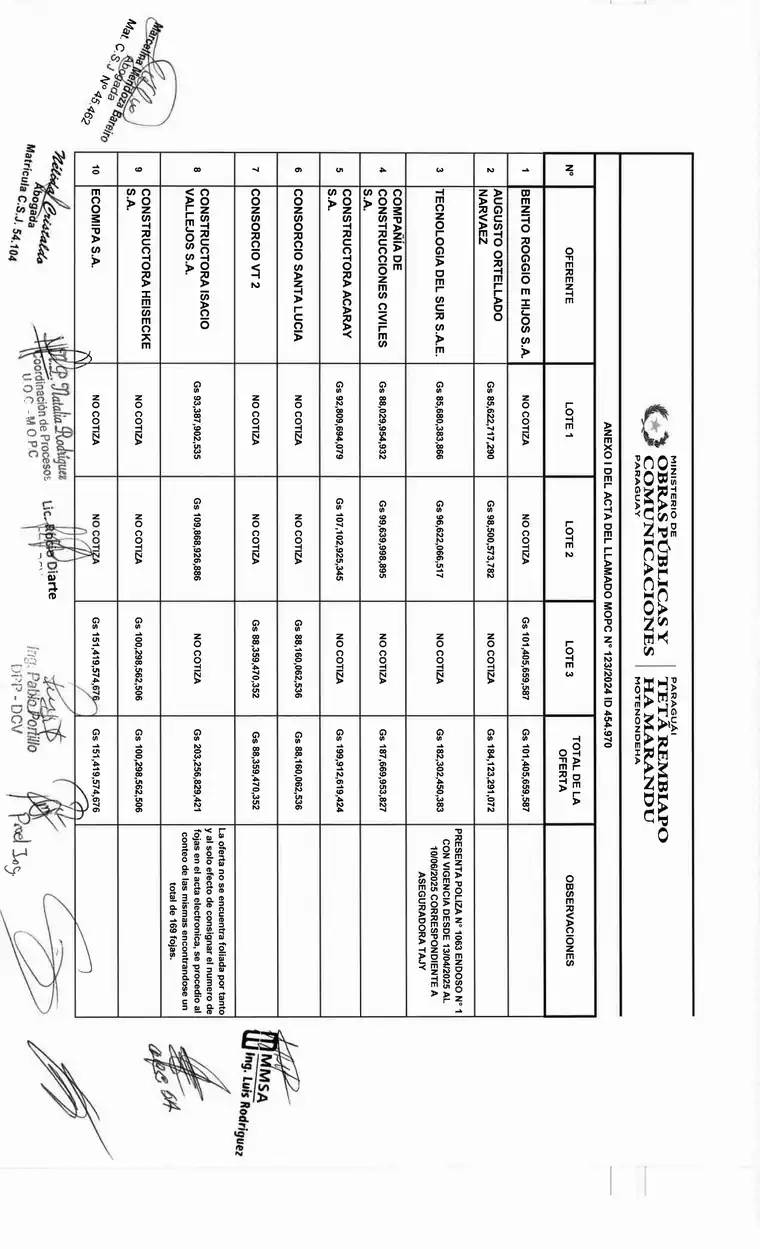 MINISTERIO DE
OBRAS PÚBLICAS Y
COMUNICACIONES
PARAGUAY
PARAGUÁI
TETÃ REMBIAPO
HA MARANDU
MOTENONDEHA
ANEXO I DEL ACTA DEL LLAMADO MOPC N° 123/2024 ID 454.970
N° OFERENTE LOTE 1 LOTE 2 LOTE 3 TOTAL DE LA OFERTA OBSERVACIONES
1 BENITO ROGGIO E HIJOS S.A. NO COTIZA NO COTIZA Gs 101,405,659,587 Gs 101,405,659,587
2 AUGUSTO ORTELLADO NARVAEZ Gs 85,622,717,290 Gs 98,500,573,782 NO COTIZA Gs 184,123,291,072
3 TECNOLOGIA DEL SUR S.A.E. Gs 85,680,383,866 Gs 96,622,066,517 NO COTIZA Gs 182,302,450,383 PRESENTA POLIZA N° 1063 ENDOSO N° 1
CON VIGENCIA DESDE 13/04/2025 AL
10/06/2025 CORRESPONDIENTE A
ASEGURADORA TAJY
4 COMPAÑÍA DE CONSTRUCCIONES CIVILES S.A. Gs 88,029,954,932 Gs 99,639,998,895 NO COTIZA Gs 187,669,953,827
5 CONSTRUCTORA ACARAY S.A. Gs 92,809,694,079 Gs 107,102,925,345 NO COTIZA Gs 199,912,619,424
6 CONSORCIO SANTA LUCIA NO COTIZA NO COTIZA Gs 88,160,062,536 Gs 88,160,062,536
7 CONSORCIO VT 2 NO COTIZA NO COTIZA Gs 88,359,470,352 Gs 88,359,470,352
8 CONSTRUCTORA ISACIO VALLEJOS S.A. Gs 93,387,902,535 Gs 109,868,926,886 NO COTIZA Gs 203,256,829,421 La oferta no se encuentra foliada por tanto
y al solo efecto de consignar el numero de
fojas en el acta electronica, se procedio al
conteo de las mismas encontrandose un
total de 169 fojas.
9 CONSTRUCTORA HEISECKE S.A. NO COTIZA NO COTIZA Gs 100,298,562,506 Gs 100,298,562,506
10 ECOMIPA S.A. NO COTIZA NO COTIZA Gs 151,419,574,676 Gs 151,419,574,676
Marcelina Mendoza Bareiro
Abogada
Mat. C.S.J N° 45.462
Cristaldo
Abogada
Matricula C.S.J. 54.104
Natalia Rodríguez
Coordinación de Procesos
UOC - MOPC
Lic. Rocio Diarte
Ing. Pablo Portillo
DPP - DCV
MMSA
Ing. Luis Rodriguez